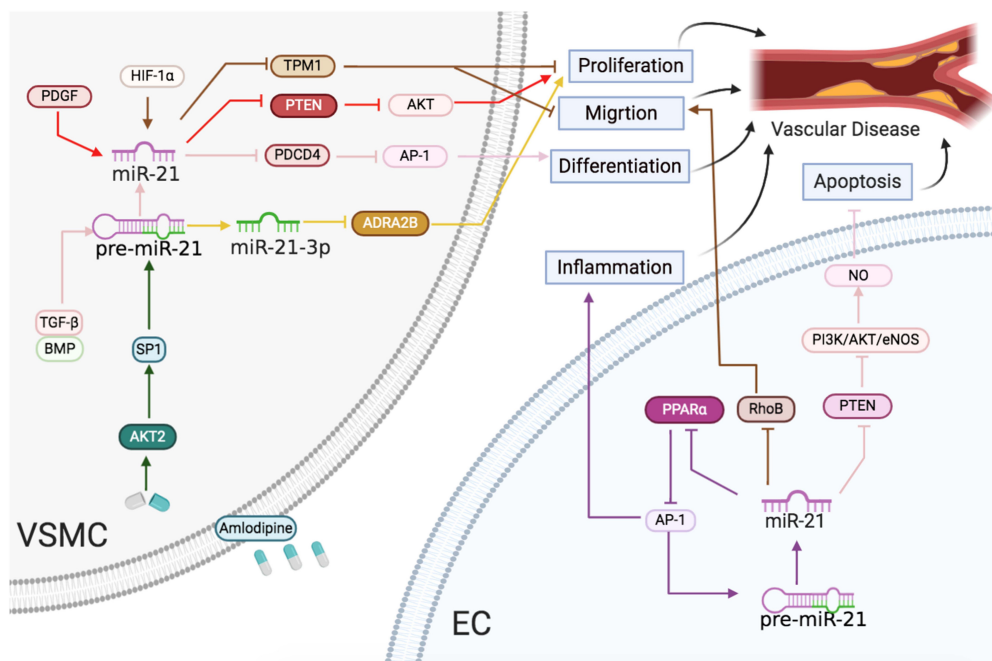 HIF-1α
TPM1
Proliferation
PDGF
PTEN
AKT
Migrtion
Vascular Disease
miR-21
PDCD4
AP-1
Differentiation
Apoptosis
pre-miR-21
miR-21-3p
ADRA2B
Inflammation
NO
TGF-β
BMP
SP1
PI3K/AKT/eNOS
AKT2
PPARα
RhoB
PTEN
VSMC
Amlodipine
AP-1
miR-21
EC
pre-miR-21